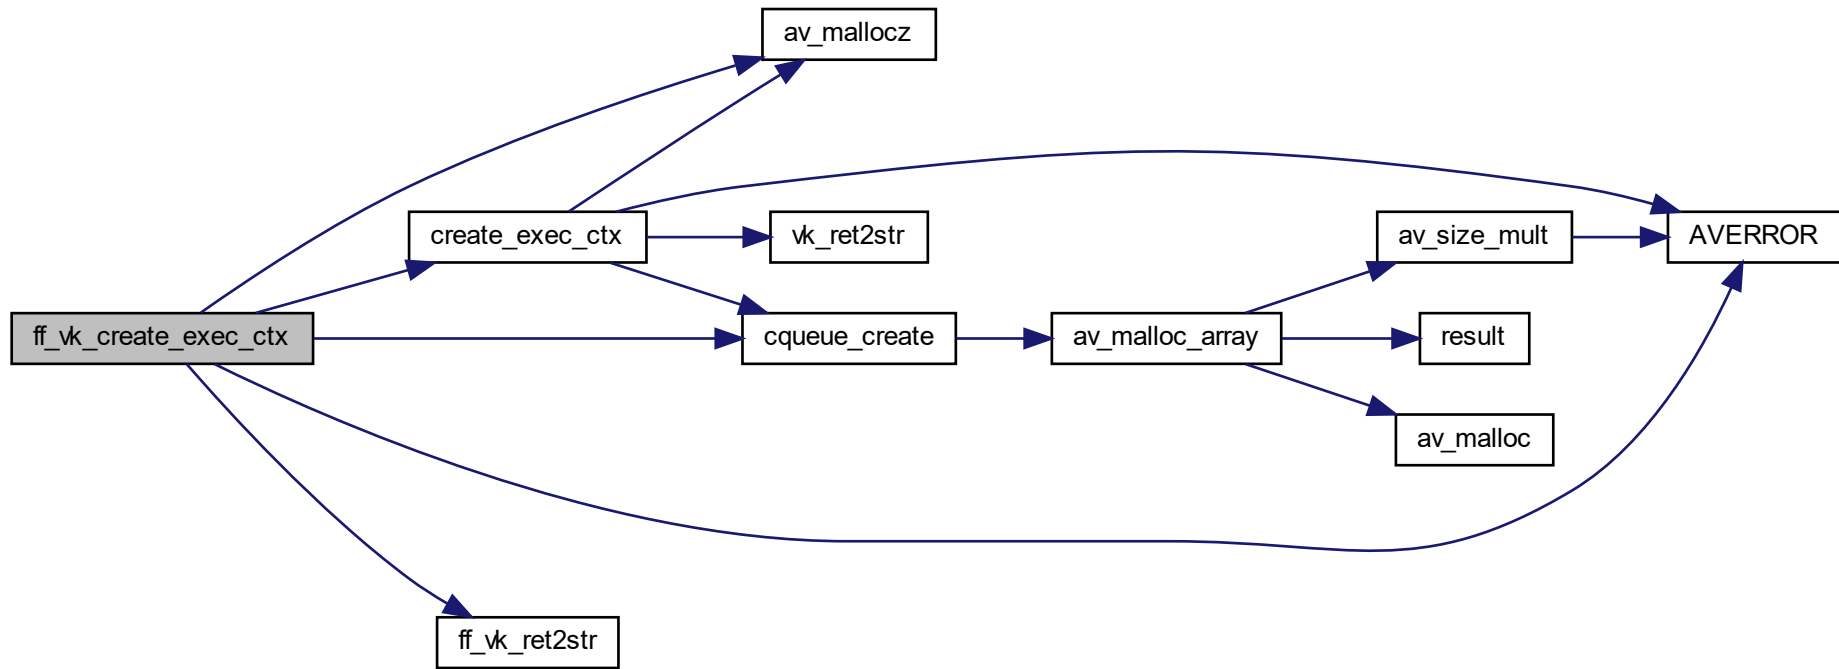 av_mallocz
create_exec_ctx
vk_ret2str
av_size_mult
AVERROR
ff_vk_create_exec_ctx
cqueue_create
av_malloc_array
result
av_malloc
ff_vk_ret2str